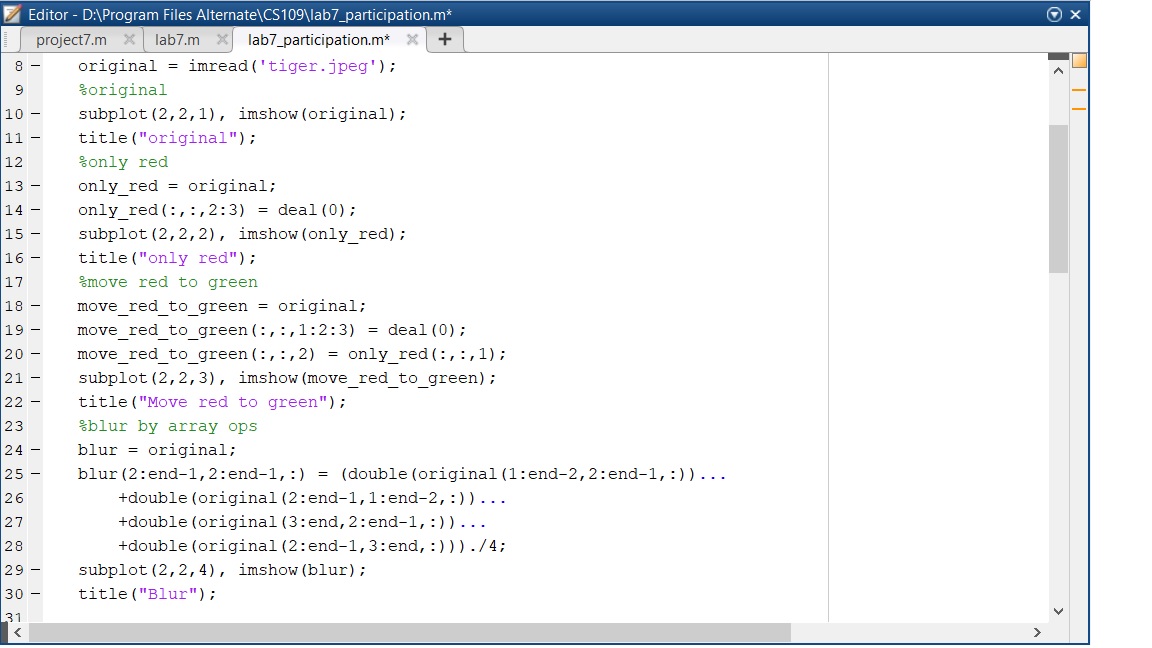 Editor - D:\Program Files Alternate\CS109\lab7_participation.m*
project7.m lab7.m lab7_participation.m* +
8 – original = imread('tiger.jpeg');
9 %original
10 – subplot(2,2,1), imshow(original);
11 – title("original");
12 %only red
13 – only_red = original;
14 – only_red(:,:,2:3) = deal(0);
15 – subplot(2,2,2), imshow(only_red);
16 – title("only red");
17 %move red to green
18 – move_red_to_green = original;
19 – move_red_to_green(:,:,1:2:3) = deal(0);
20 – move_red_to_green(:,:,2) = only_red(:,:,1);
21 – subplot(2,2,3), imshow(move_red_to_green);
22 – title("Move red to green");
23 %blur by array ops
24 – blur = original;
25 – blur(2:end-1,2:end-1,:) = (double(original(1:end-2,2:end-1,:))...
26 +double(original(2:end-1,1:end-2,:))...
27 +double(original(3:end,2:end-1,:))...
28 +double(original(2:end-1,3:end,:)))./4;
29 – subplot(2,2,4), imshow(blur);
30 – title("Blur");
31